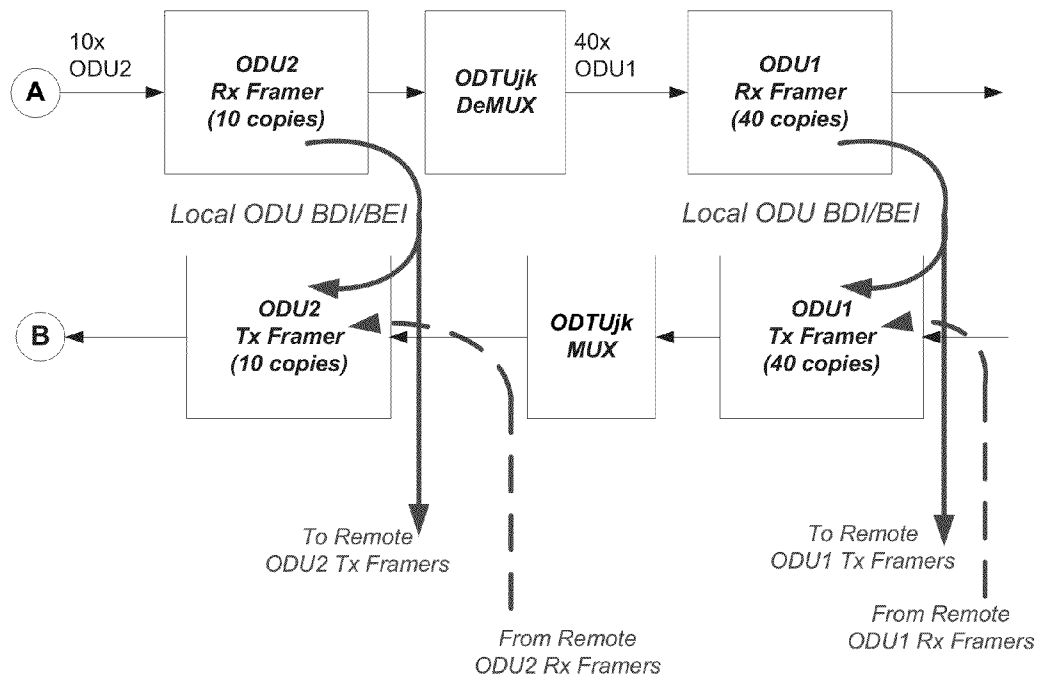 10x
ODU2
A
ODU2
Rx Framer
(10 copies)
ODTUjk
DeMUX
40x
ODU1
ODU1
Rx Framer
(40 copies)
Local ODU BDI/BEI
Local ODU BDI/BEI
B
ODU2
Tx Framer
(10 copies)
ODTUjk
MUX
ODU1
Tx Framer
(40 copies)
To Remote
ODU2 Tx Framers
To Remote
ODU1 Tx Framers
From Remote
ODU2 Rx Framers
From Remote
ODU1 Rx Framers